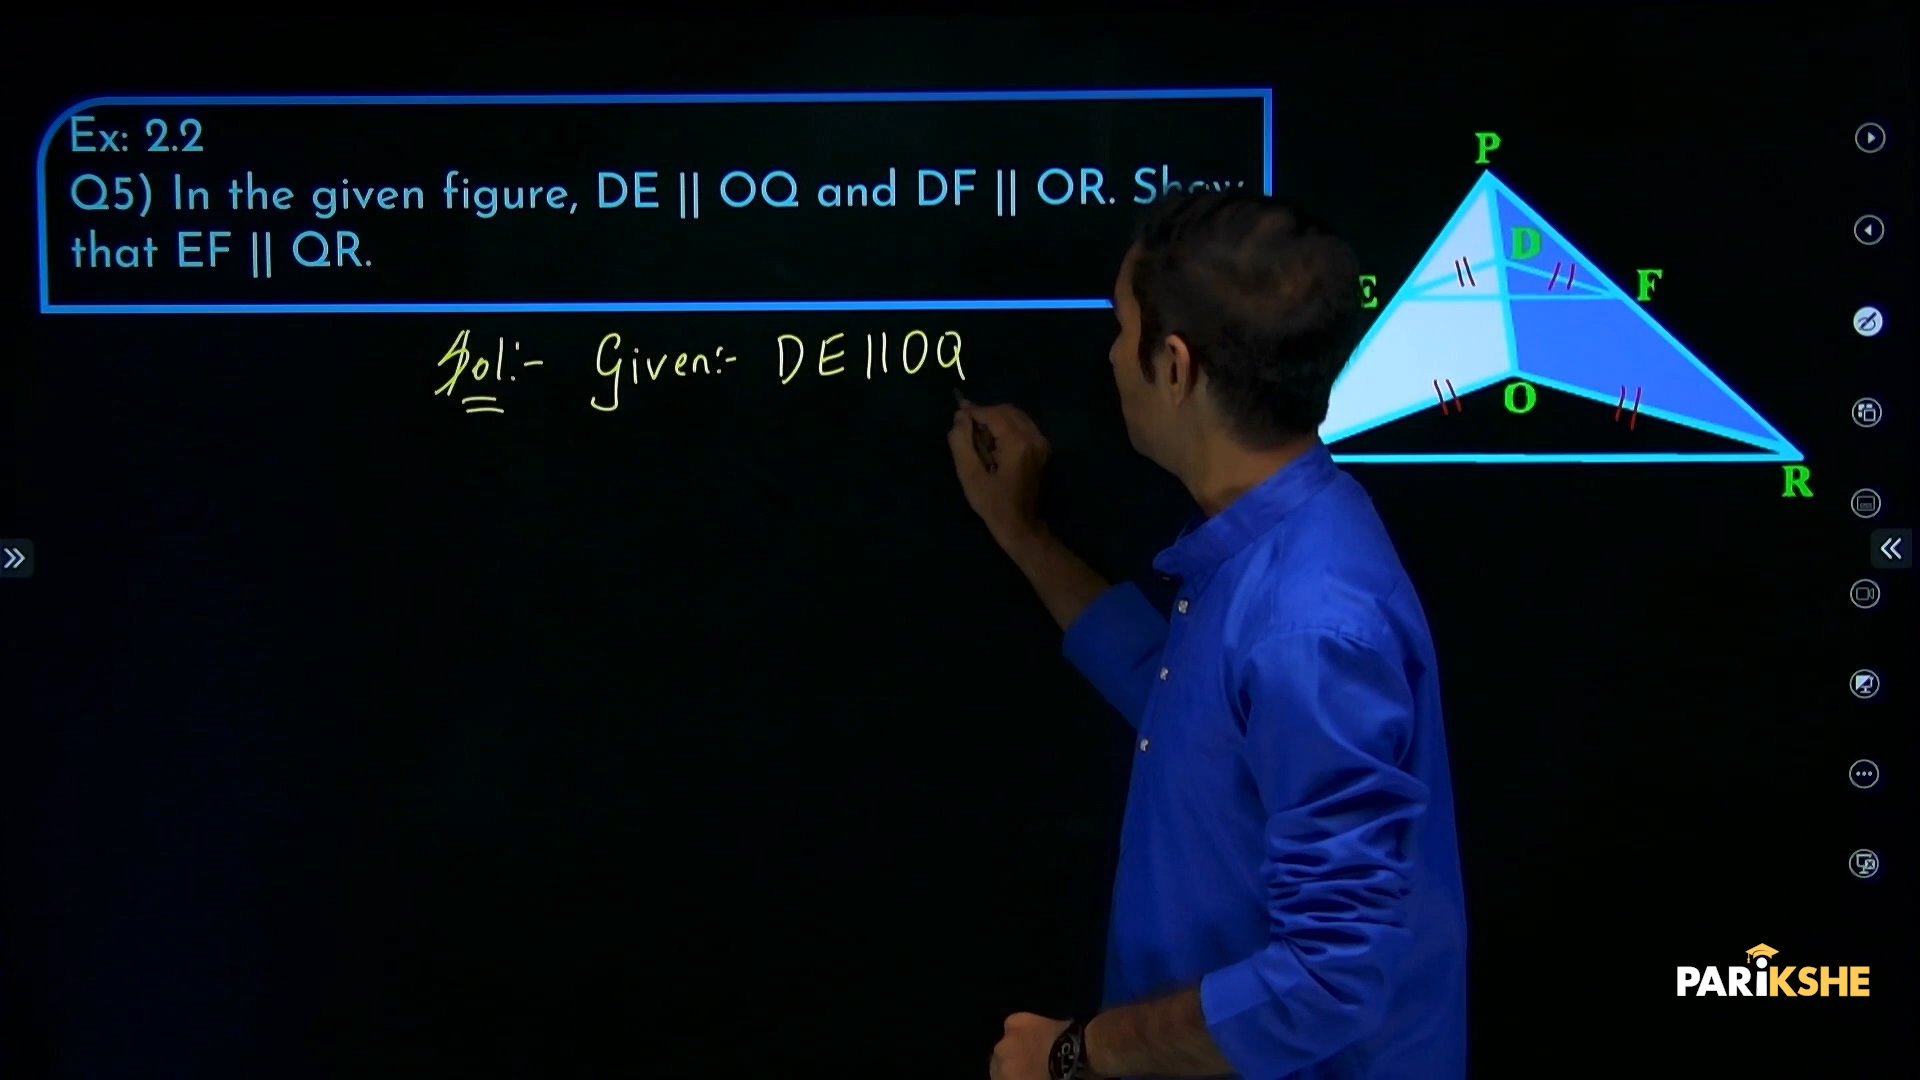 Ex: 2.2
Q5) In the given figure, DE || OQ and DF || OR. Show
that EF || QR.
Sol:- Given:- DE || OQ
P
D
E
F
O
R
PARIKSHE